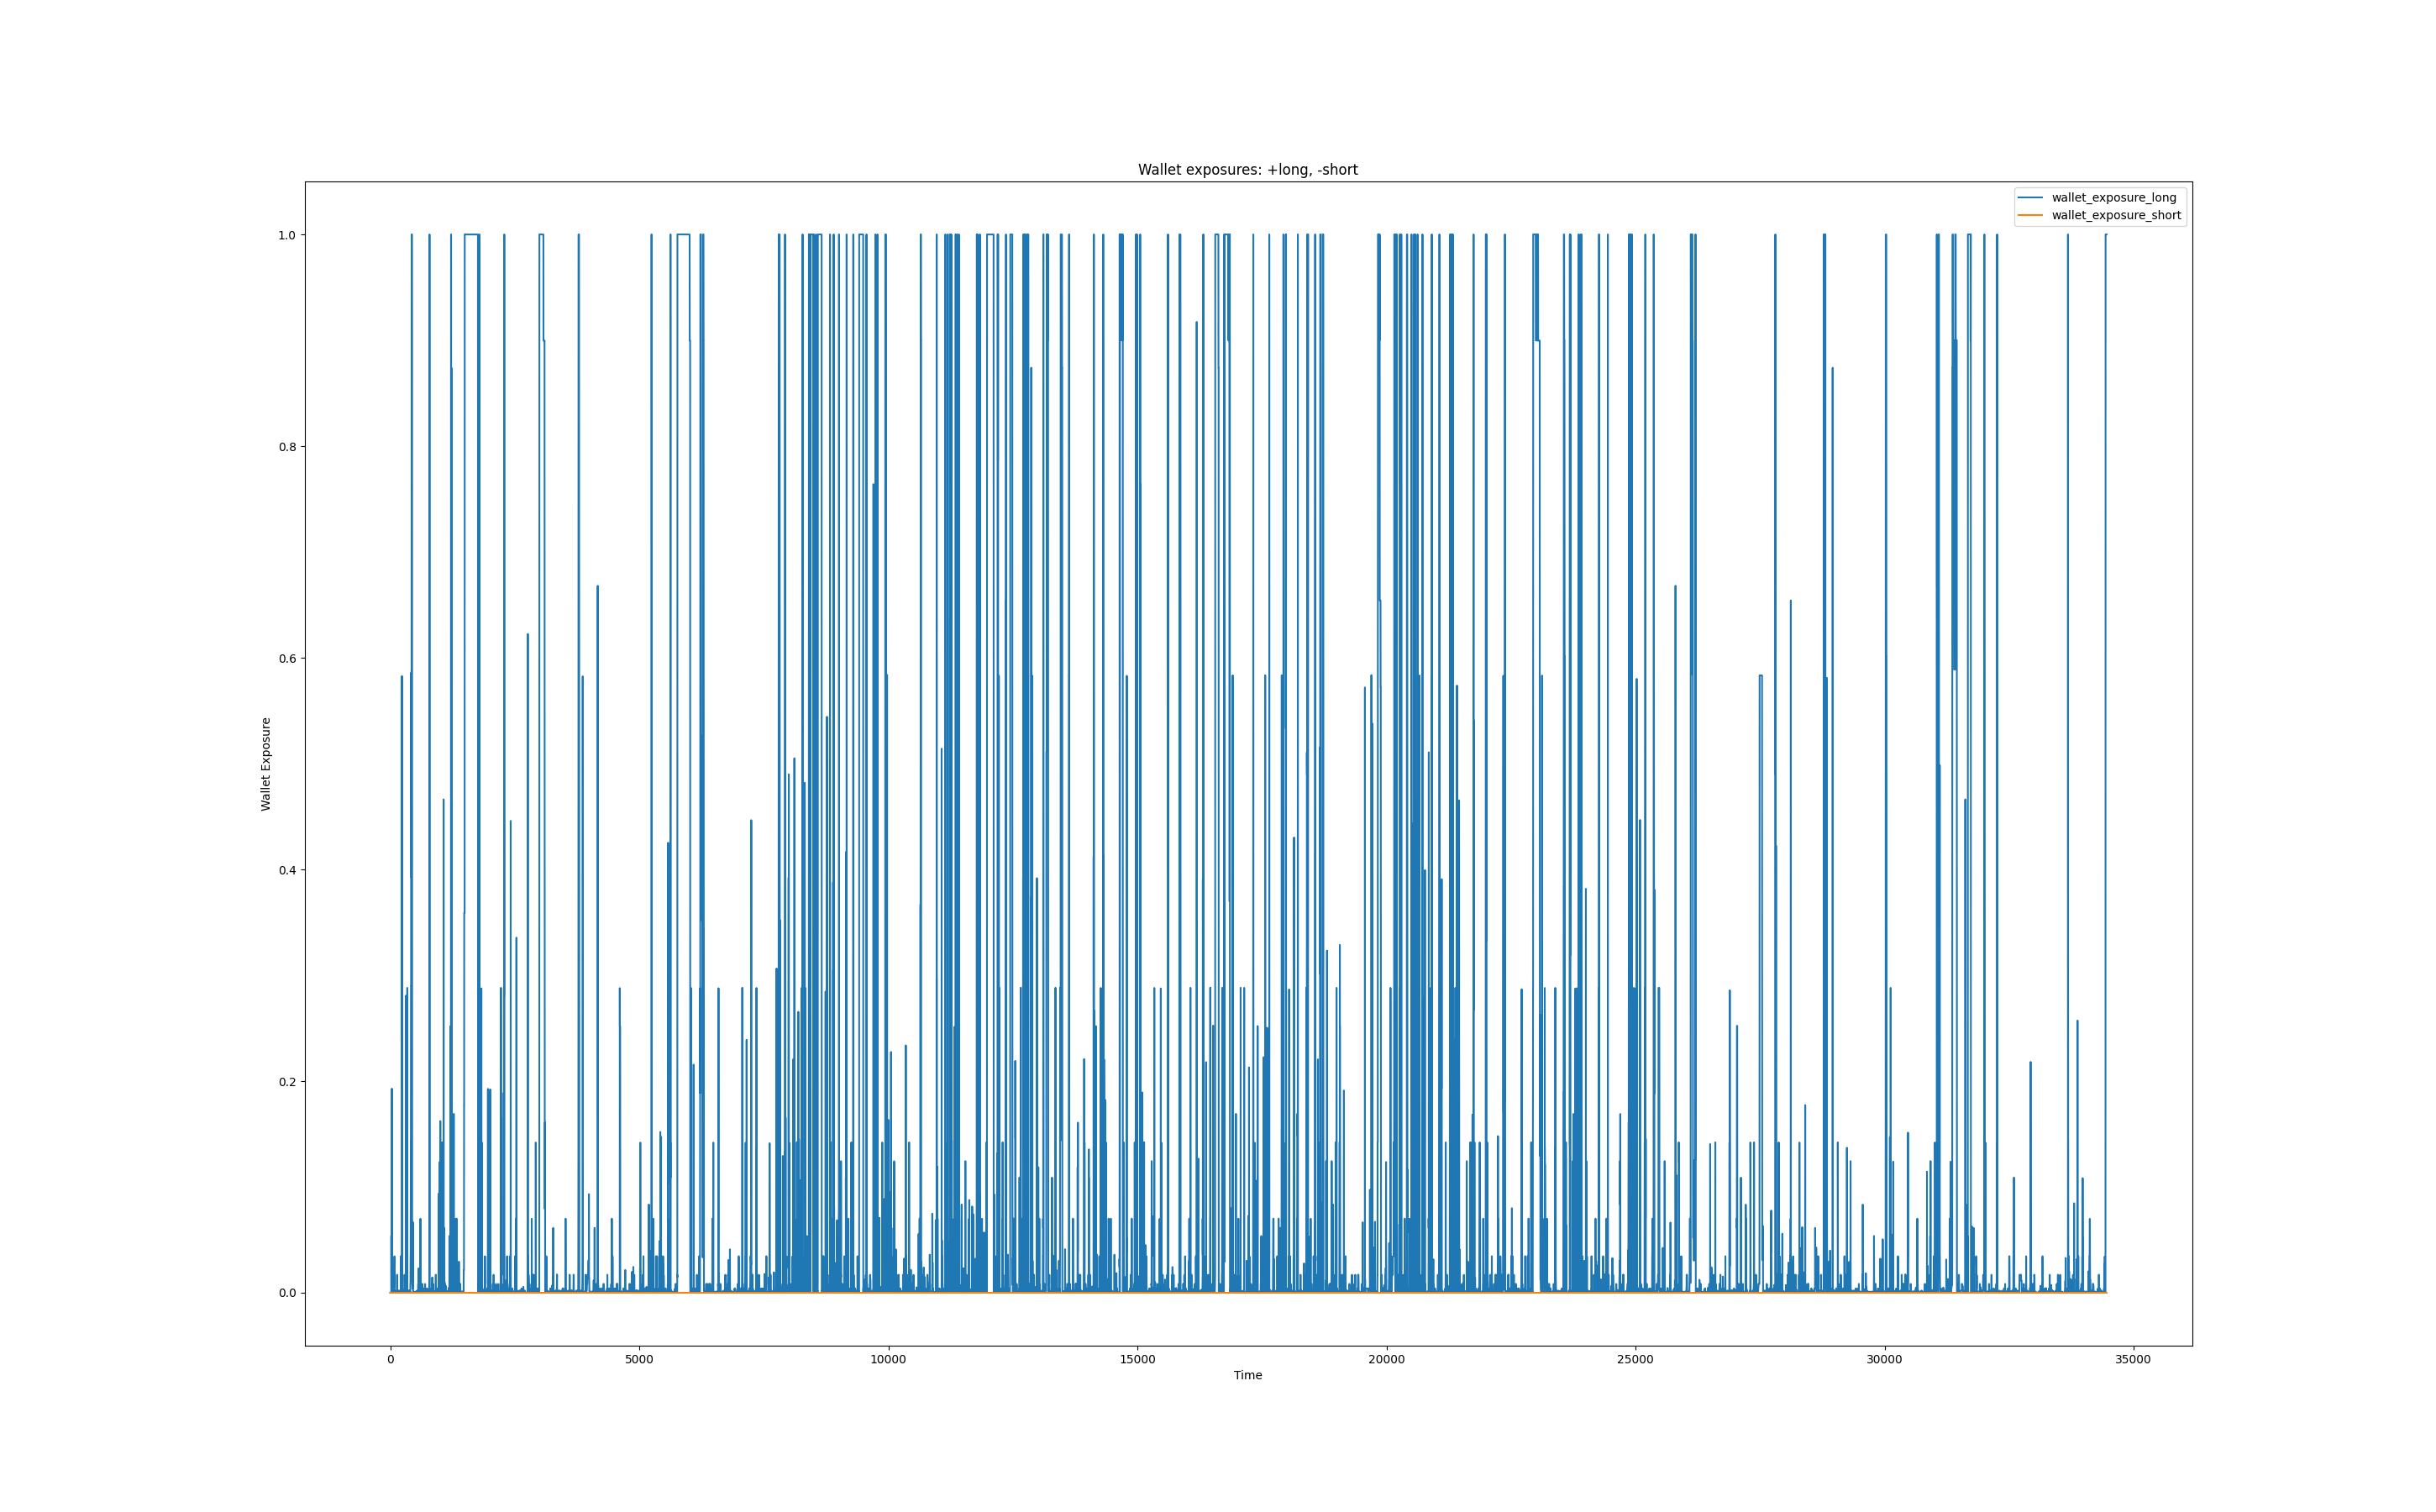 Wallet exposures: +long, -short
wallet_exposure_long
wallet_exposure_short
1.0
0.8
0.6
0.4
0.2
0.0
Wallet Exposure
0 5000 10000 15000 20000 25000 30000 35000
Time